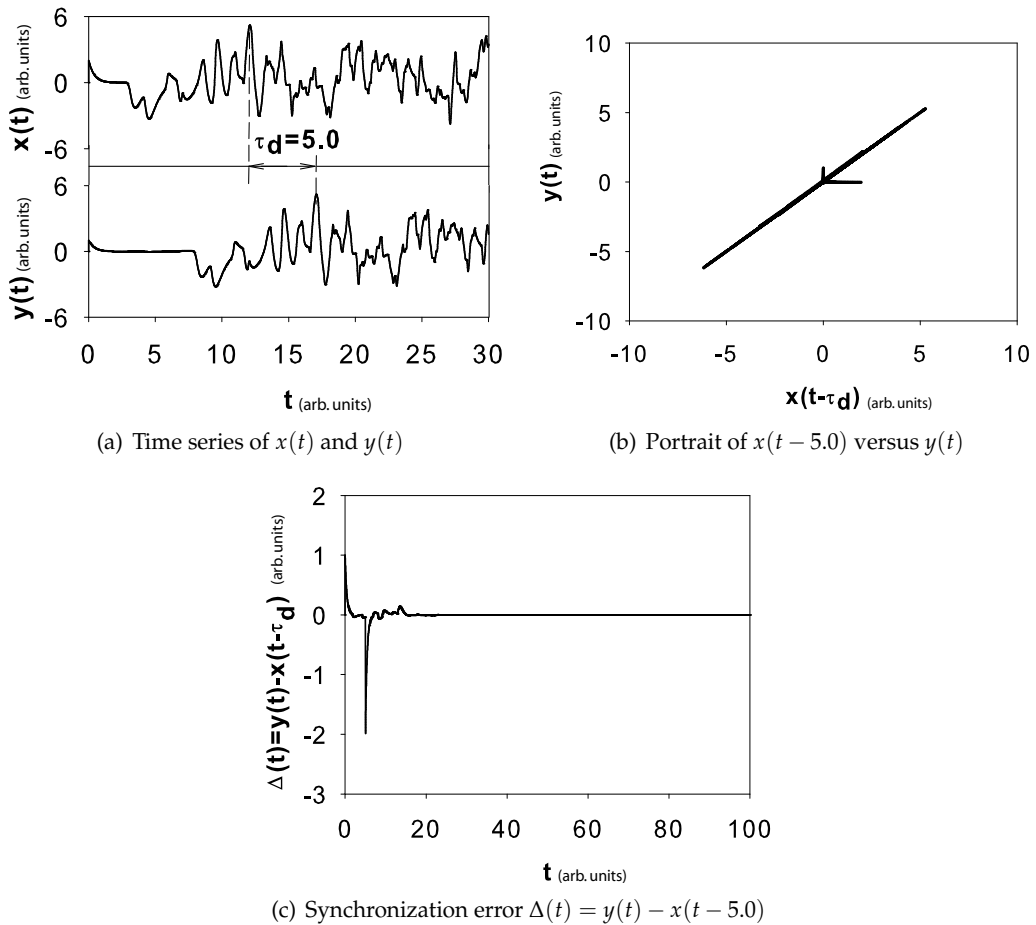 6
0
-6
x(t) (arb. units)
τd=5.0
6
0
-6
y(t) (arb. units)
0 5 10 15 20 25 30
t (arb. units)
(a) Time series of x(t) and y(t)
10
5
0
-5
-10
y(t) (arb. units)
-10 -5 0 5 10
x(t-τd) (arb. units)
(b) Portrait of x(t − 5.0) versus y(t)
2
1
0
-1
-2
-3
Δ(t)=y(t)-x(t-τd) (arb. units)
0 20 40 60 80 100
t (arb. units)
(c) Synchronization error Δ(t) = y(t) − x(t − 5.0)